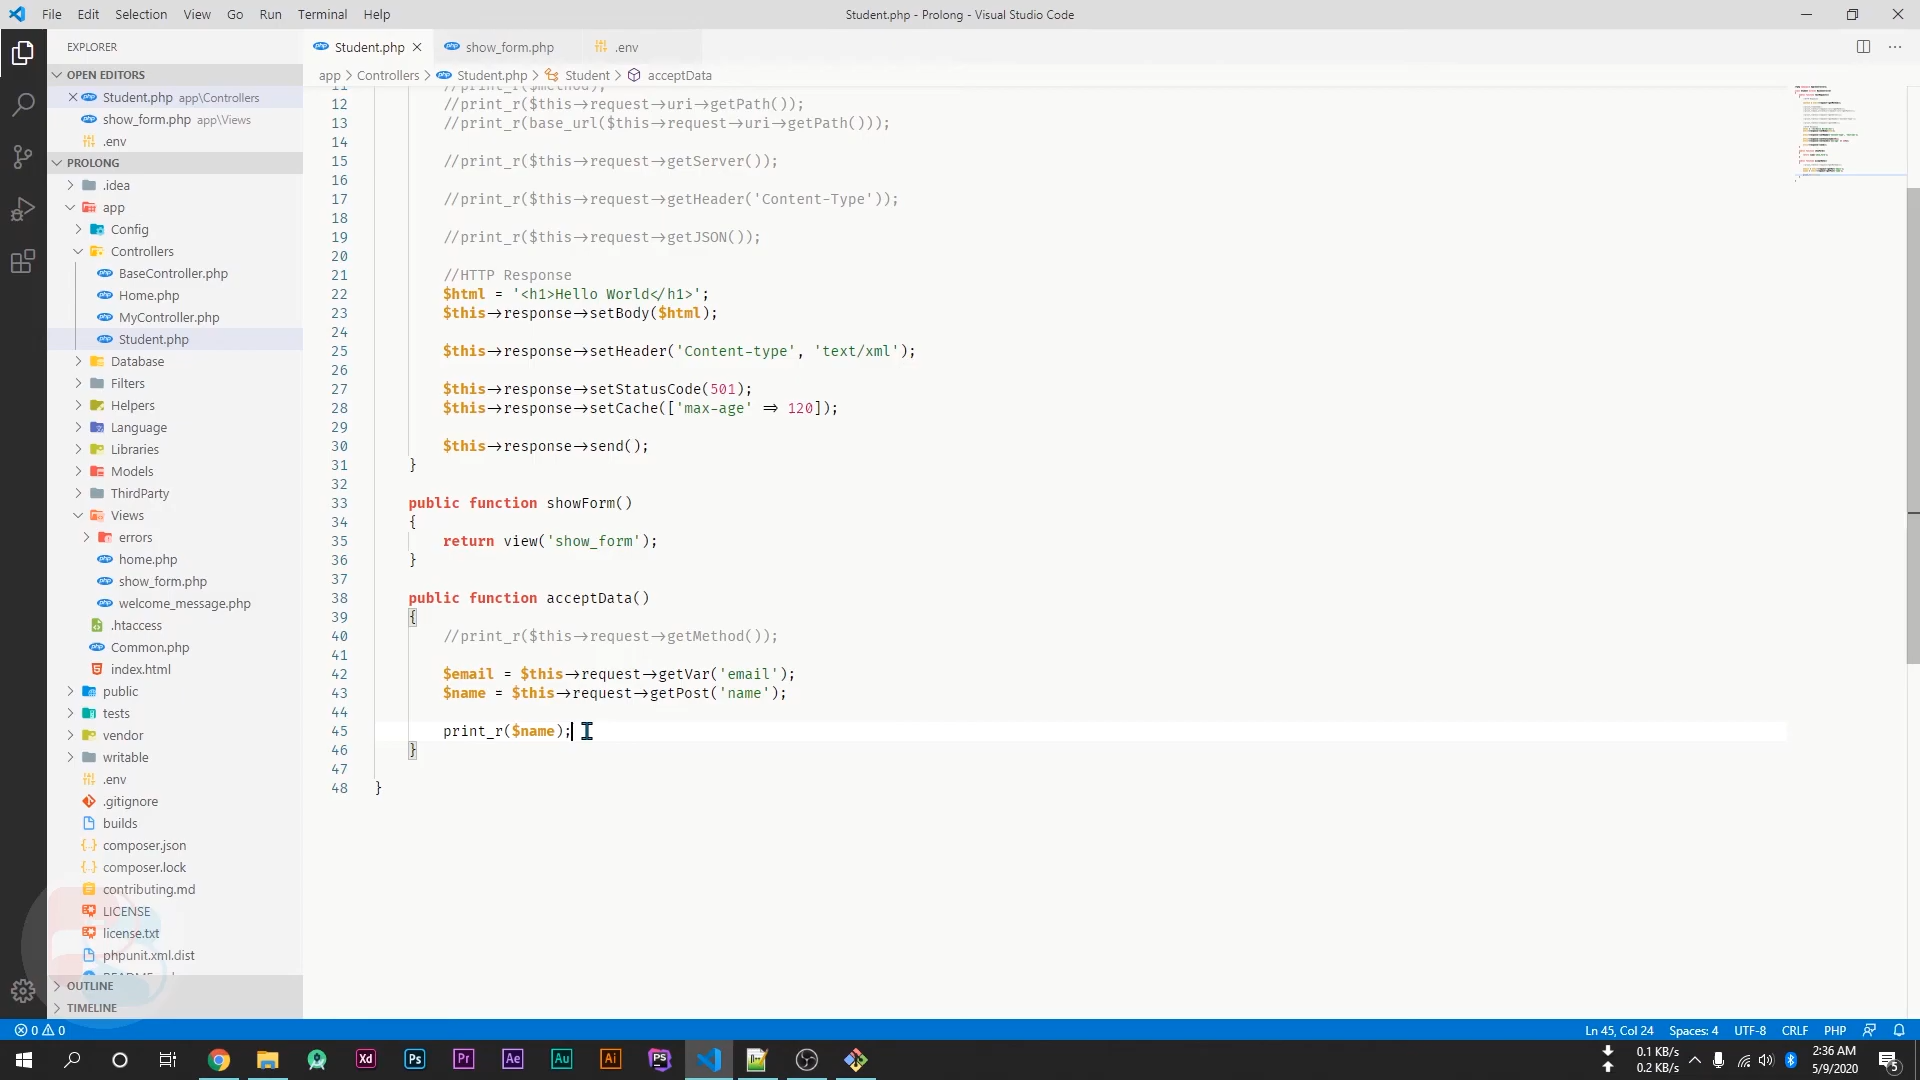 File Edit Selection View Go Run Terminal Help
Student.php - Prolong - Visual Studio Code
EXPLORER
Student.php
show_form.php
.env
OPEN EDITORS
app > Controllers > Student.php > Student > acceptData
Student.php app\Controllers
show_form.php app\Views
.env
PROLONG
.idea
app
Config
Controllers
BaseController.php
Home.php
MyController.php
Student.php
Database
Filters
Helpers
Language
Libraries
Models
ThirdParty
Views
errors
home.php
show_form.php
welcome_message.php
.htaccess
Common.php
index.html
public
tests
vendor
writable
.env
.gitignore
builds
composer.json
composer.lock
contributing.md
LICENSE
license.txt
phpunit.xml.dist
OUTLINE
TIMELINE
11 //print_r($method);
12 //print_r($this→request→uri→getPath());
13 //print_r(base_url($this→request→uri→getPath()));
14
15 //print_r($this→request→getServer());
16
17 //print_r($this→request→getHeader('Content-Type'));
18
19 //print_r($this→request→getJSON());
20
21 //HTTP Response
22 $html = '<h1>Hello World</h1>';
23 $this→response→setBody($html);
24
25 $this→response→setHeader('Content-type', 'text/xml');
26
27 $this→response→setStatusCode(501);
28 $this→response→setCache(['max-age' ⇒ 120]);
29
30 $this→response→send();
31 }
32
33 public function showForm()
34 {
35 return view('show_form');
36 }
37
38 public function acceptData()
39 {
40 //print_r($this→request→getMethod());
41
42 $email = $this→request→getVar('email');
43 $name = $this→request→getPost('name');
44
45 print_r($name);
46 }
47
48 }
0 0
Ln 45, Col 24 Spaces: 4 UTF-8 CRLF PHP
Xd Ps Pr Ae Au Ai PS
0.1 KB/s
0.2 KB/s
2:36 AM
5/9/2020
5